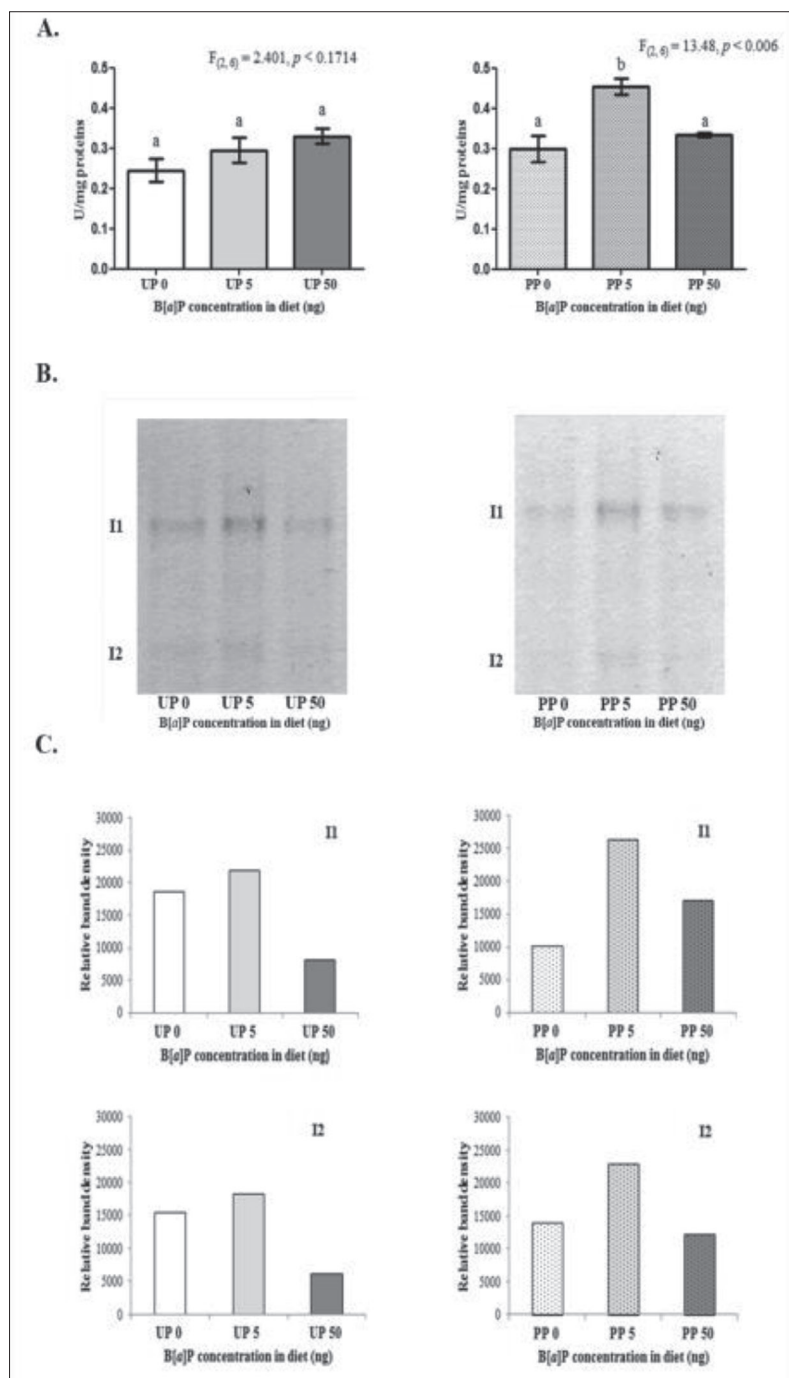 A.
F(2, 6) = 2.401, p < 0.1714
0.5
0.4
0.3
0.2
0.1
0.0
U/mg proteins
a
a
a
UP 0 UP 5 UP 50
B[a]P concentration in diet (ng)
F(2, 6) = 13.48, p < 0.006
0.5
0.4
0.3
0.2
0.1
0.0
U/mg proteins
a
b
a
PP 0 PP 5 PP 50
B[a]P concentration in diet (ng)
B.
I1
I2
UP 0 UP 5 UP 50
B[a]P concentration in diet (ng)
I1
I2
PP 0 PP 5 PP 50
B[a]P concentration in diet (ng)
C.
I1
30000
25000
20000
15000
10000
5000
0
Relative band density
UP 0 UP 5 UP 50
B[a]P concentration in diet (ng)
I1
30000
25000
20000
15000
10000
5000
0
Relative band density
PP 0 PP 5 PP 50
B[a]P concentration in diet (ng)
I2
30000
25000
20000
15000
10000
5000
0
Relative band density
UP 0 UP 5 UP 50
B[a]P concentration in diet (ng)
I2
30000
25000
20000
15000
10000
5000
0
Relative band density
PP 0 PP 5 PP 50
B[a]P concentration in diet (ng)